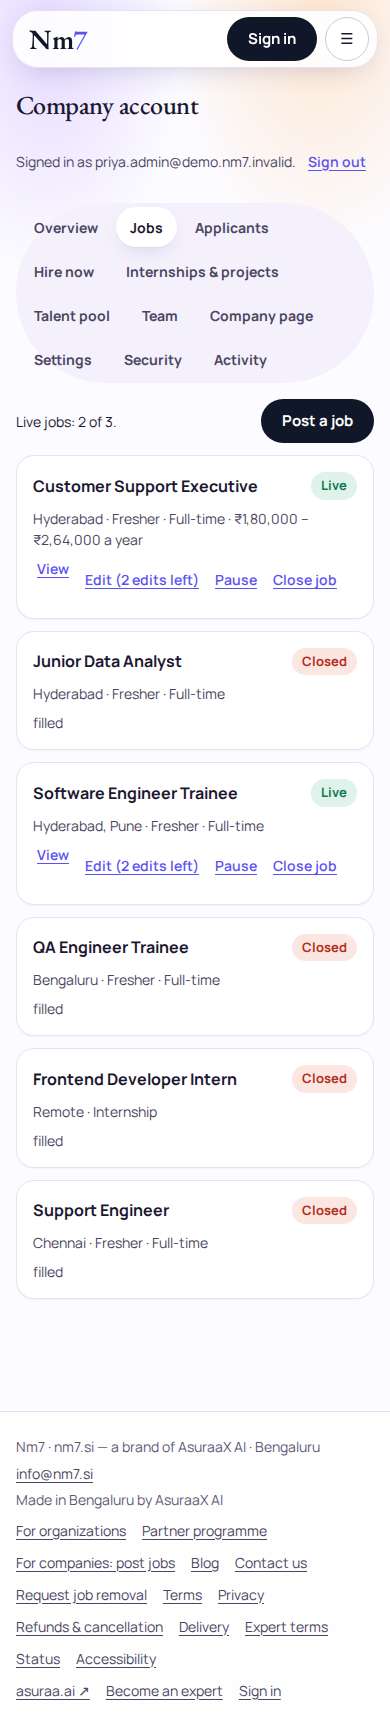 Nm7 Sign in ☰
Company account
Signed in as priya.admin@demo.nm7.invalid. Sign out
Overview Jobs Applicants
Hire now Internships & projects
Talent pool Team Company page
Settings Security Activity
Live jobs: 2 of 3. Post a job
Customer Support Executive Live
Hyderabad · Fresher · Full-time · ₹1,80,000 –
₹2,64,000 a year
View Edit (2 edits left) Pause Close job
Junior Data Analyst Closed
Hyderabad · Fresher · Full-time
filled
Software Engineer Trainee Live
Hyderabad, Pune · Fresher · Full-time
View Edit (2 edits left) Pause Close job
QA Engineer Trainee Closed
Bengaluru · Fresher · Full-time
filled
Frontend Developer Intern Closed
Remote · Internship
filled
Support Engineer Closed
Chennai · Fresher · Full-time
filled
Nm7 · nm7.si — a brand of AsuraaX AI · Bengaluru
info@nm7.si
Made in Bengaluru by AsuraaX AI
For organizations Partner programme
For companies: post jobs Blog Contact us
Request job removal Terms Privacy
Refunds & cancellation Delivery Expert terms
Status Accessibility
asuraa.ai ↗ Become an expert Sign in